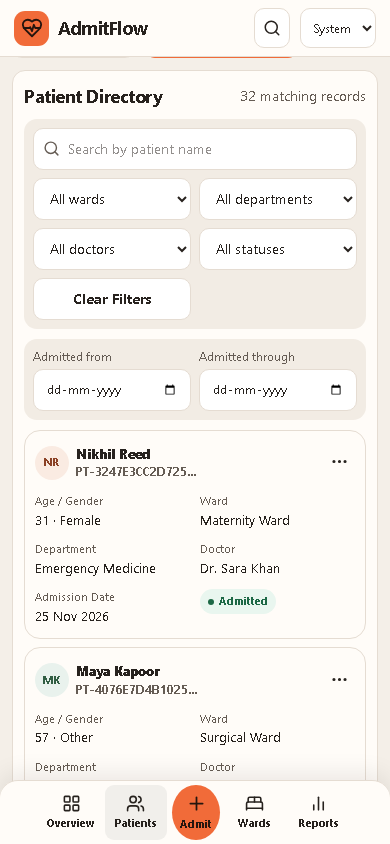 AdmitFlow
System
Patient Directory
32 matching records
Search by patient name
All wards
All departments
All doctors
All statuses
Clear Filters
Admitted from
Admitted through
dd-mm-yyyy
dd-mm-yyyy
NR
Nikhil Reed
PT-3247E3CC2D725...
Age / Gender
Ward
31 · Female
Maternity Ward
Department
Doctor
Emergency Medicine
Dr. Sara Khan
Admission Date
Admitted
25 Nov 2026
MK
Maya Kapoor
PT-4076E7D4B1025...
Age / Gender
Ward
57 · Other
Surgical Ward
Department
Doctor
Overview
Patients
Admit
Wards
Reports